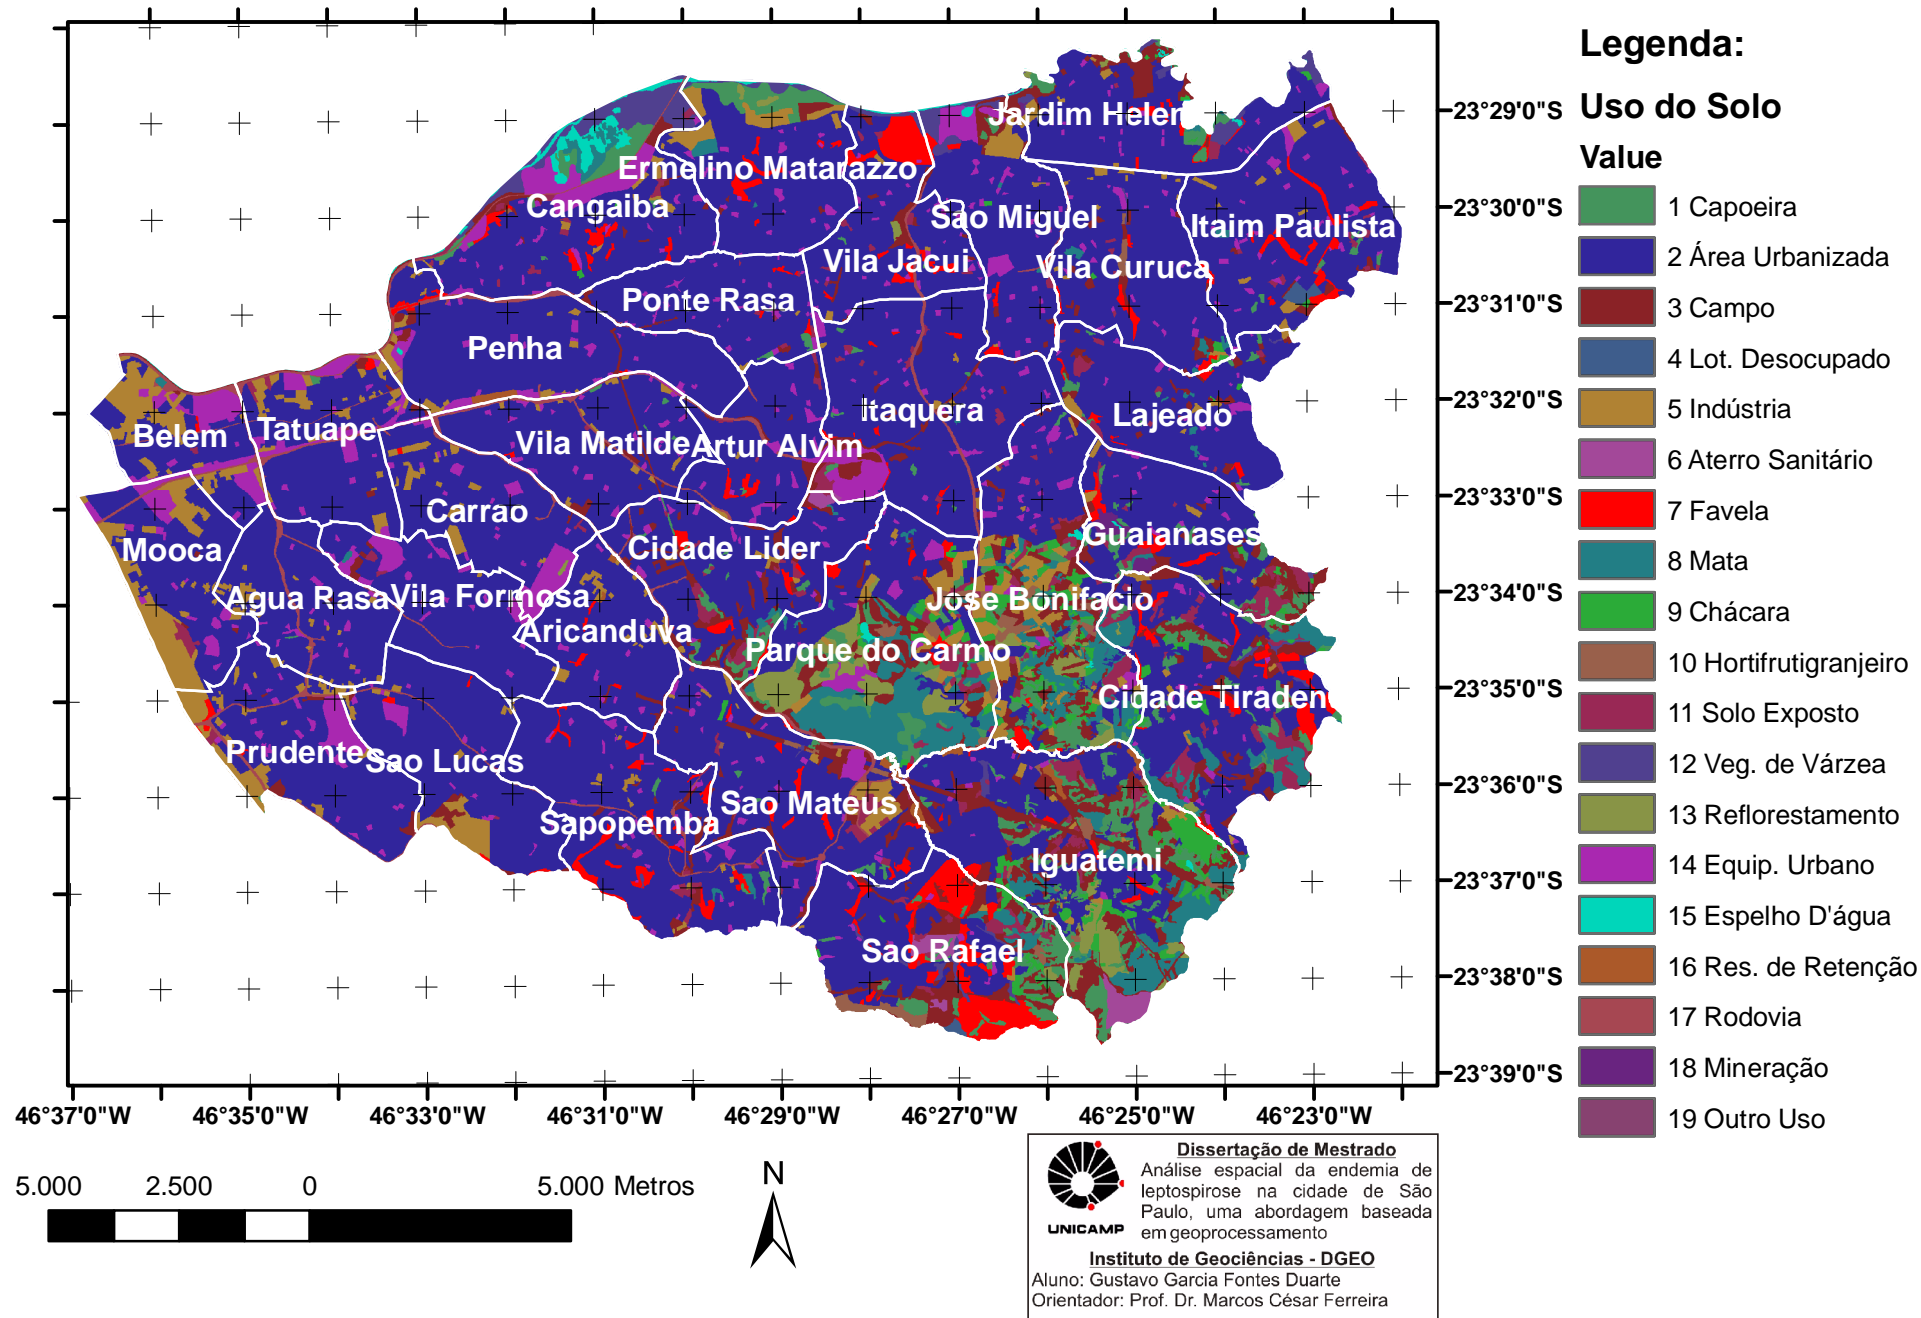 Legenda:
Uso do Solo
Value
1 Capoeira
2 Área Urbanizada
3 Campo
4 Lot. Desocupado
5 Indústria
6 Aterro Sanitário
7 Favela
8 Mata
9 Chácara
10 Hortifrutigranjeiro
11 Solo Exposto
12 Veg. de Várzea
13 Reflorestamento
14 Equip. Urbano
15 Espelho D'água
16 Res. de Retenção
17 Rodovia
18 Mineração
19 Outro Uso
23°29'0"S
23°30'0"S
23°31'0"S
23°32'0"S
23°33'0"S
23°34'0"S
23°35'0"S
23°36'0"S
23°37'0"S
23°38'0"S
23°39'0"S
Jardim Helen
Ermelino Matarazzo
Cangaiba
Sao Miguel
Itaim Paulista
Vila Jacui
Vila Curuca
Ponte Rasa
Penha
Itaquera
Lajeado
Belem
Tatuape
Vila Matilde
Artur Alvim
Carrao
Guaianases
Mooca
Cidade Lider
Agua Rasa
Vila Formosa
Jose Bonifacio
Aricanduva
Parque do Carmo
Cidade Tiraden
Prudente
Sao Lucas
Sao Mateus
Sapopemba
Iguatemi
Sao Rafael
46°37'0"W
46°35'0"W
46°33'0"W
46°31'0"W
46°29'0"W
46°27'0"W
46°25'0"W
46°23'0"W
5.000
2.500
0
5.000 Metros
N
UNICAMP
Dissertação de Mestrado
Análise espacial da endemia de
leptospirose na cidade de São
Paulo, uma abordagem baseada
em geoprocessamento
Instituto de Geociências - DGEO
Aluno: Gustavo Garcia Fontes Duarte
Orientador: Prof. Dr. Marcos César Ferreira